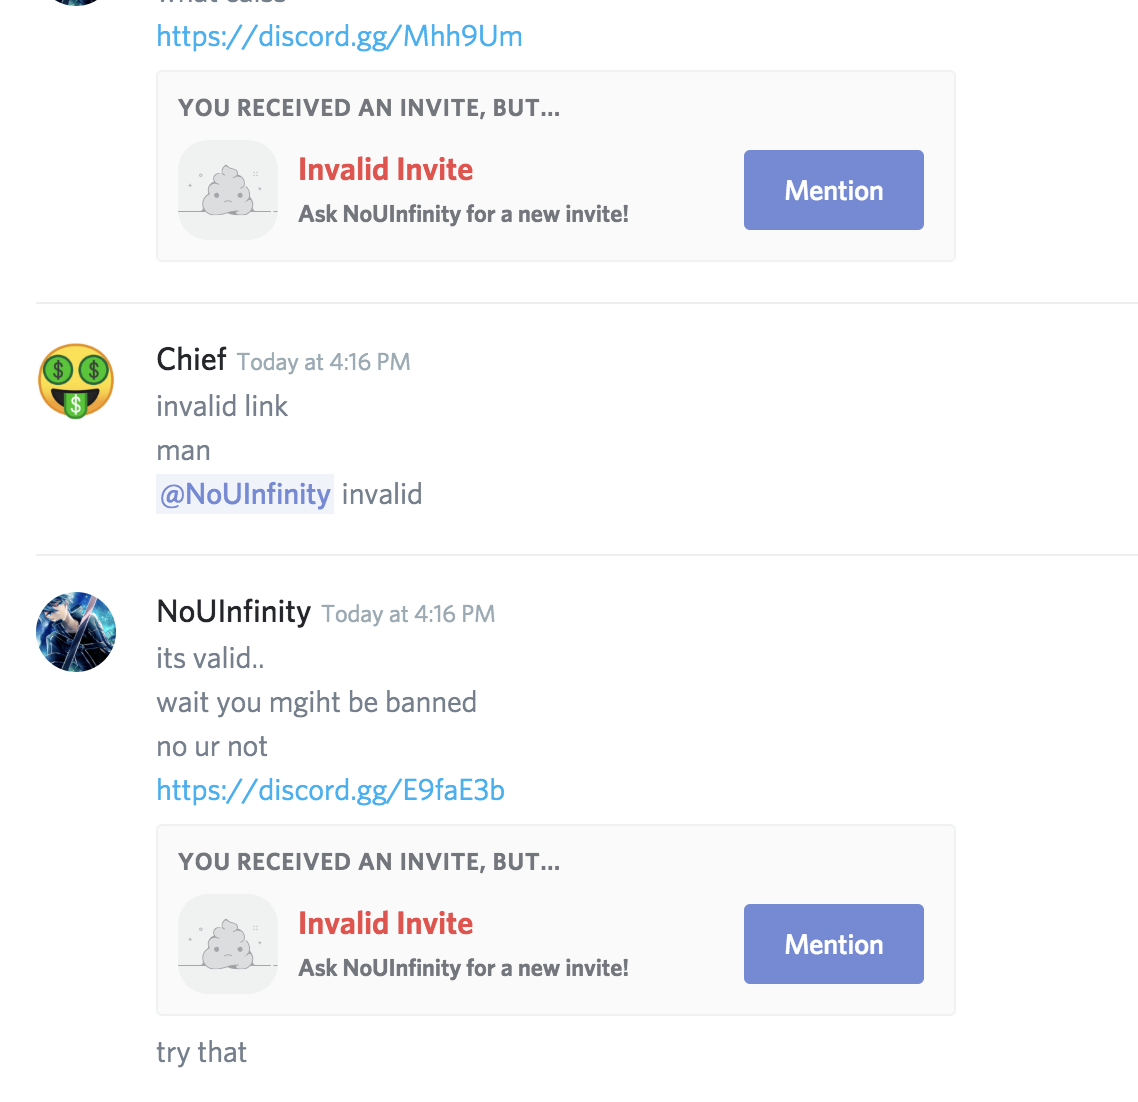 https://discord.gg/Mhh9Um
YOU RECEIVED AN INVITE, BUT...
Invalid Invite
Ask NoUInfinity for a new invite!
Mention
Chief Today at 4:16 PM
invalid link
man
@NoUInfinity invalid
NoUInfinity Today at 4:16 PM
its valid..
wait you mgiht be banned
no ur not
https://discord.gg/E9faE3b
YOU RECEIVED AN INVITE, BUT...
Invalid Invite
Ask NoUInfinity for a new invite!
Mention
try that